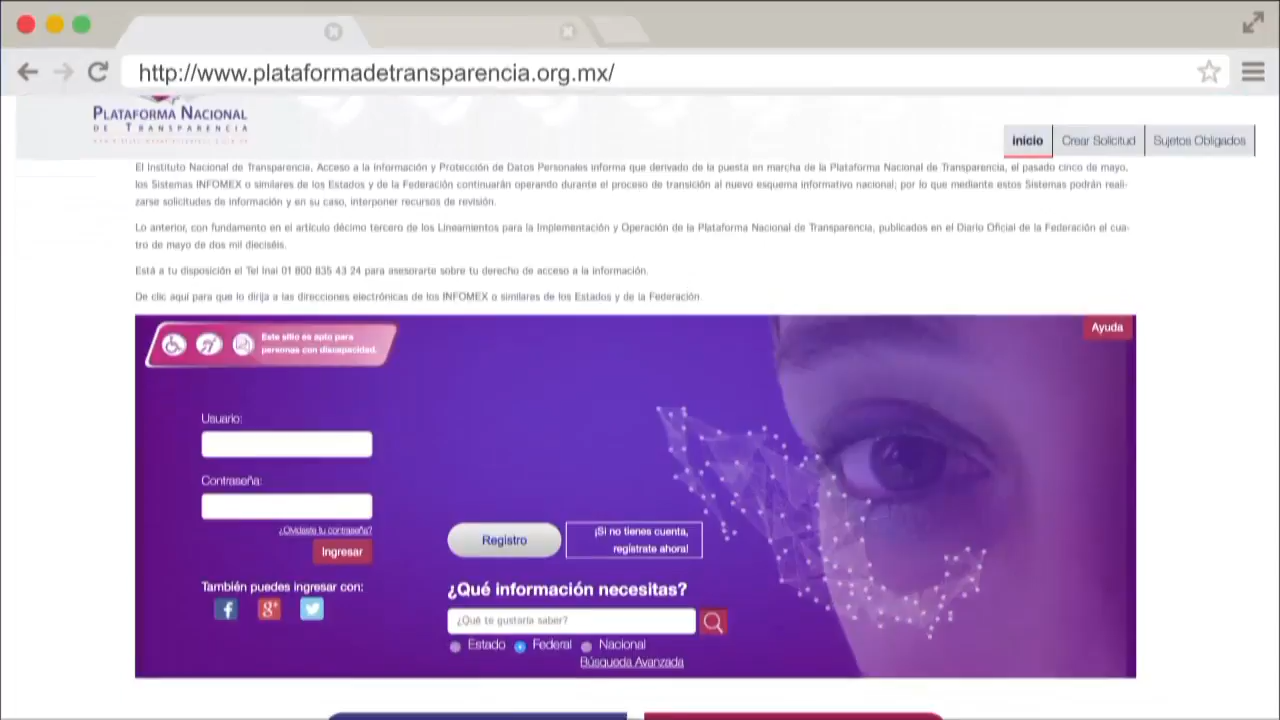 http://www.plataformadetransparencia.org.mx/
PLATAFORMA NACIONAL
DE TRANSPARENCIA
Inicio
Crear Solicitud
Sujetos Obligados
El Instituto Nacional de Transparencia, Acceso a la Información y Protección de Datos Personales informa que derivado de la puesta en marcha de la Plataforma Nacional de Transparencia, el pasado cinco de mayo,
los Sistemas INFOMEX o similares de los Estados y de la Federación continuarán operando durante el proceso de transición al nuevo esquema informativo nacional; por lo que mediante estos Sistemas podrán reali-
zarse solicitudes de información y en su caso, interponer recursos de revisión.
Lo anterior, con fundamento en el artículo décimo tercero de los Lineamientos para la Implementación y Operación de la Plataforma Nacional de Transparencia, publicados en el Diario Oficial de la Federación el cua-
tro de mayo de dos mil dieciséis.
Está a tu disposición el Tel Inai 01 800 835 43 24 para asesorarte sobre tu derecho de acceso a la información.
De clic aquí para que lo dirija a las direcciones electrónicas de los INFOMEX o similares de los Estados y de la Federación.
Este sitio es apto para
personas con discapacidad.
Ayuda
Usuario:
Contraseña:
¿Olvidaste tu contraseña?
Ingresar
También puedes ingresar con:
Registro
¡Si no tienes cuenta,
regístrate ahora!
¿Qué información necesitas?
¿Qué te gustaría saber?
Estado
Federal
Nacional
Búsqueda Avanzada